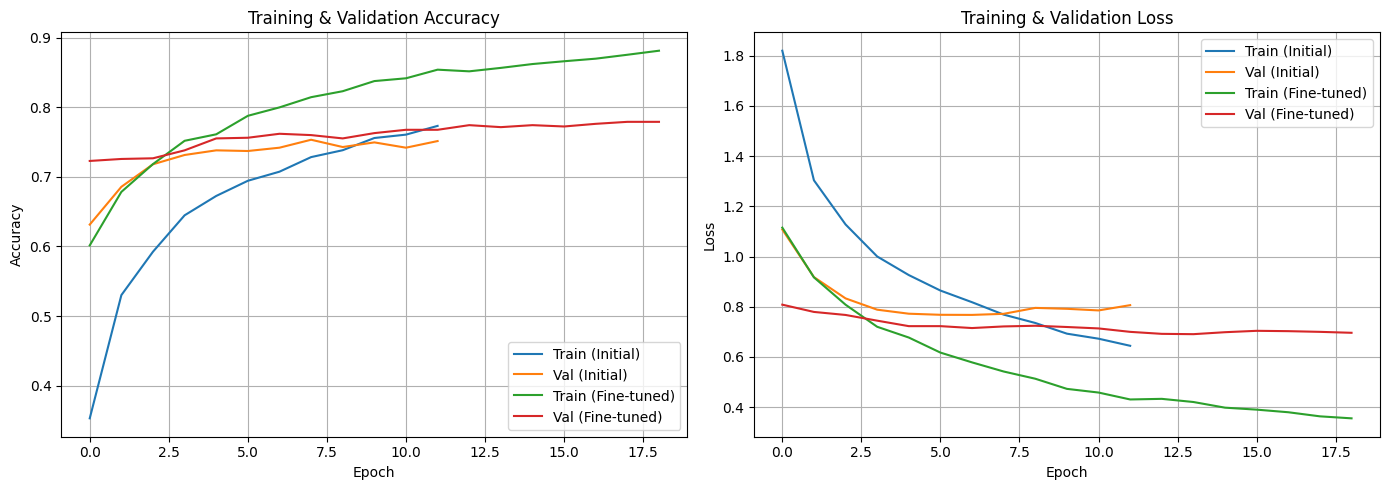 Training & Validation Accuracy
0.9
0.8
0.7
0.6
0.5
0.4
Accuracy
0.0 2.5 5.0 7.5 10.0 12.5 15.0 17.5
Epoch
Train (Initial)
Val (Initial)
Train (Fine-tuned)
Val (Fine-tuned)
Training & Validation Loss
1.8
1.6
1.4
1.2
1.0
0.8
0.6
0.4
Loss
0.0 2.5 5.0 7.5 10.0 12.5 15.0 17.5
Epoch
Train (Initial)
Val (Initial)
Train (Fine-tuned)
Val (Fine-tuned)